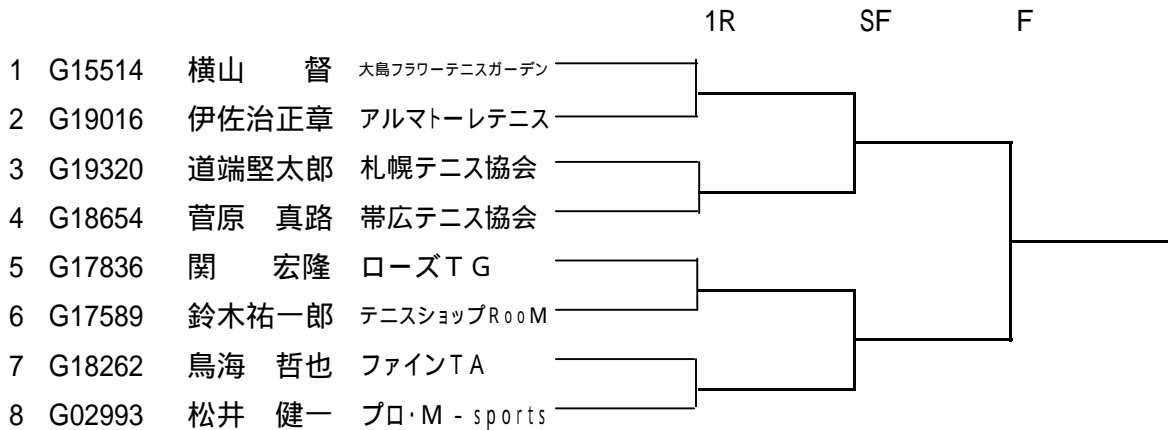 1R SF F
1 G15514 横山 督 大島フラワーテニスガーデン
2 G19016 伊佐治正章 アルマトーレテニス
3 G19320 道端堅太郎 札幌テニス協会
4 G18654 菅原 真路 帯広テニス協会
5 G17836 関 宏隆 ローズTG
6 G17589 鈴木祐一郎 テニスショップRooM
7 G18262 鳥海 哲也 ファインTA
8 G02993 松井 健一 プロ・M-sports